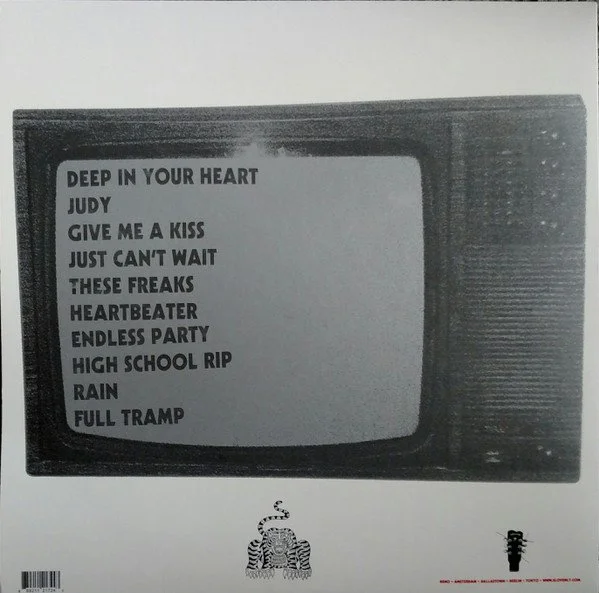 DEEP IN YOUR HEART
JUDY
GIVE ME A KISS
JUST CAN'T WAIT
THESE FREAKS
HEARTBEATER
ENDLESS PARTY
HIGH SCHOOL RIP
RAIN
FULL TRAMP